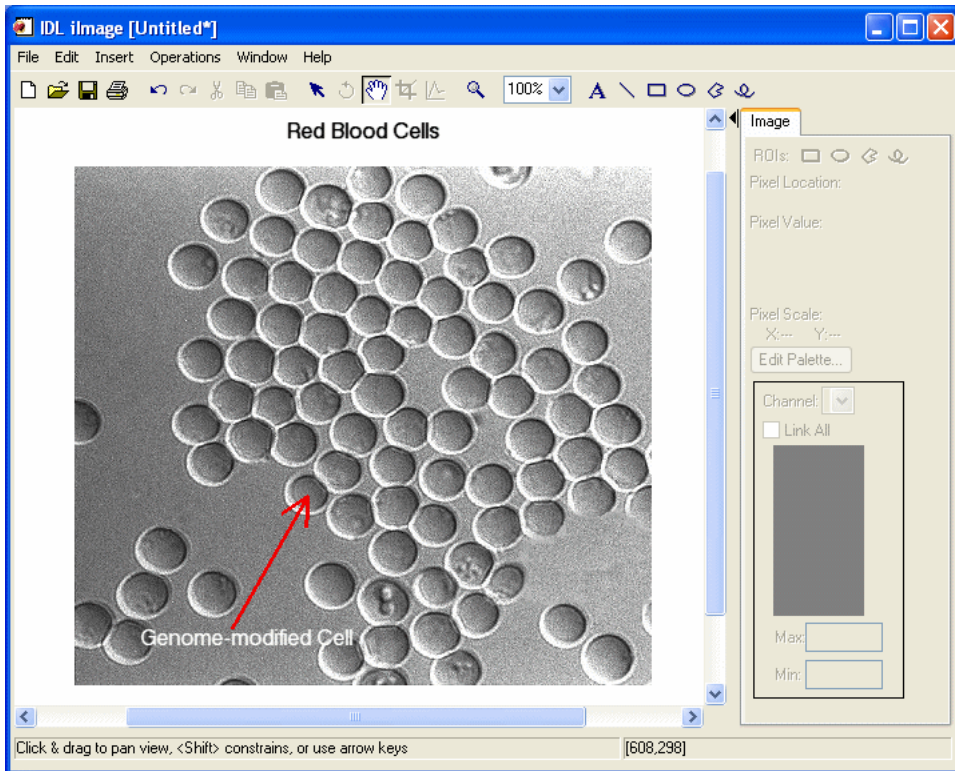 IDL iImage [Untitled*]
File Edit Insert Operations Window Help
100%
Red Blood Cells
Genome-modified Cell
Image
ROIs:
Pixel Location:
Pixel Value:
Pixel Scale:
X:--- Y:---
Edit Palette...
Channel:
Link All
Max:
Min:
Click & drag to pan view, <Shift> constrains, or use arrow keys
[608,298]